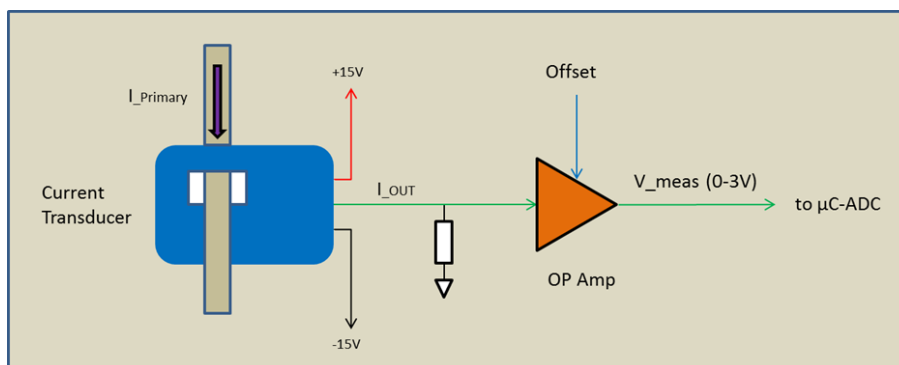 +15V
Offset
I_Primary
Current
Transducer
I_OUT
V_meas (0-3V)
to µC-ADC
OP Amp
-15V